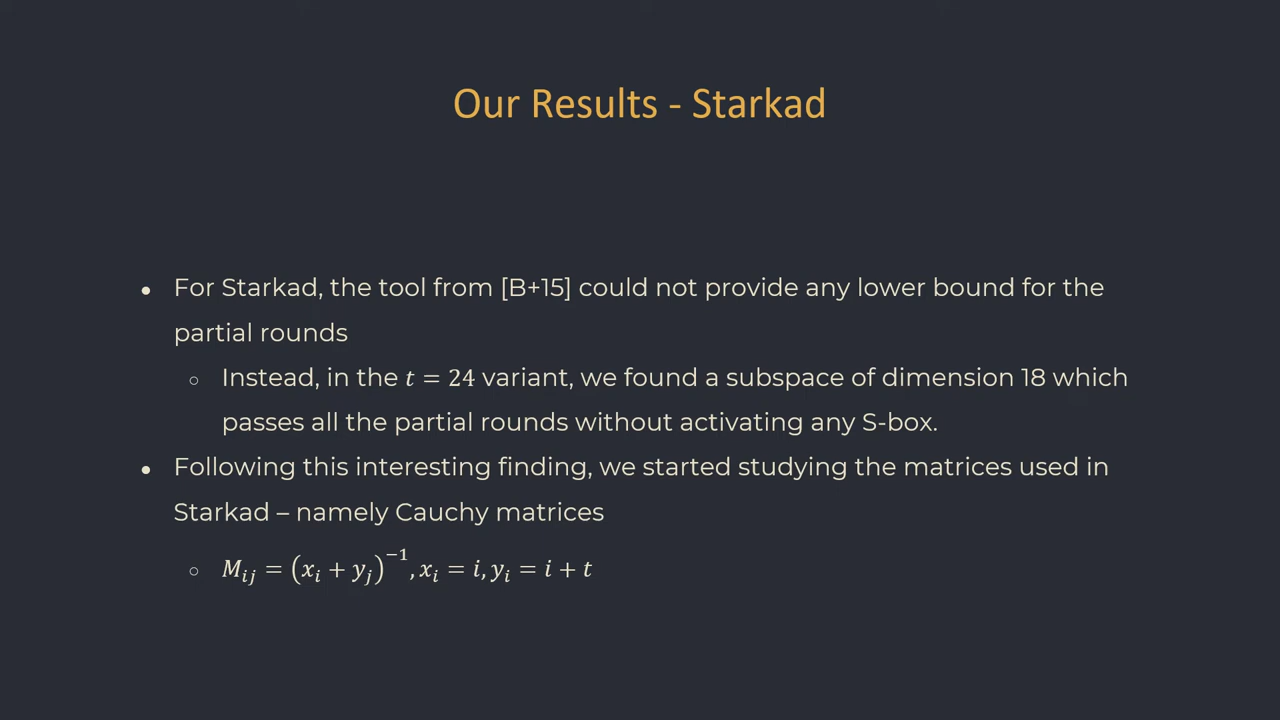 Our Results - Starkad
● For Starkad, the tool from [B+15] could not provide any lower bound for the
partial rounds
○ Instead, in the 𝑡 = 24 variant, we found a subspace of dimension 18 which
passes all the partial rounds without activating any S-box.
● Following this interesting finding, we started studying the matrices used in
Starkad – namely Cauchy matrices
○ M_{ij} = (x_i + y_j)^{−1}, x_i = i, y_i = i + t